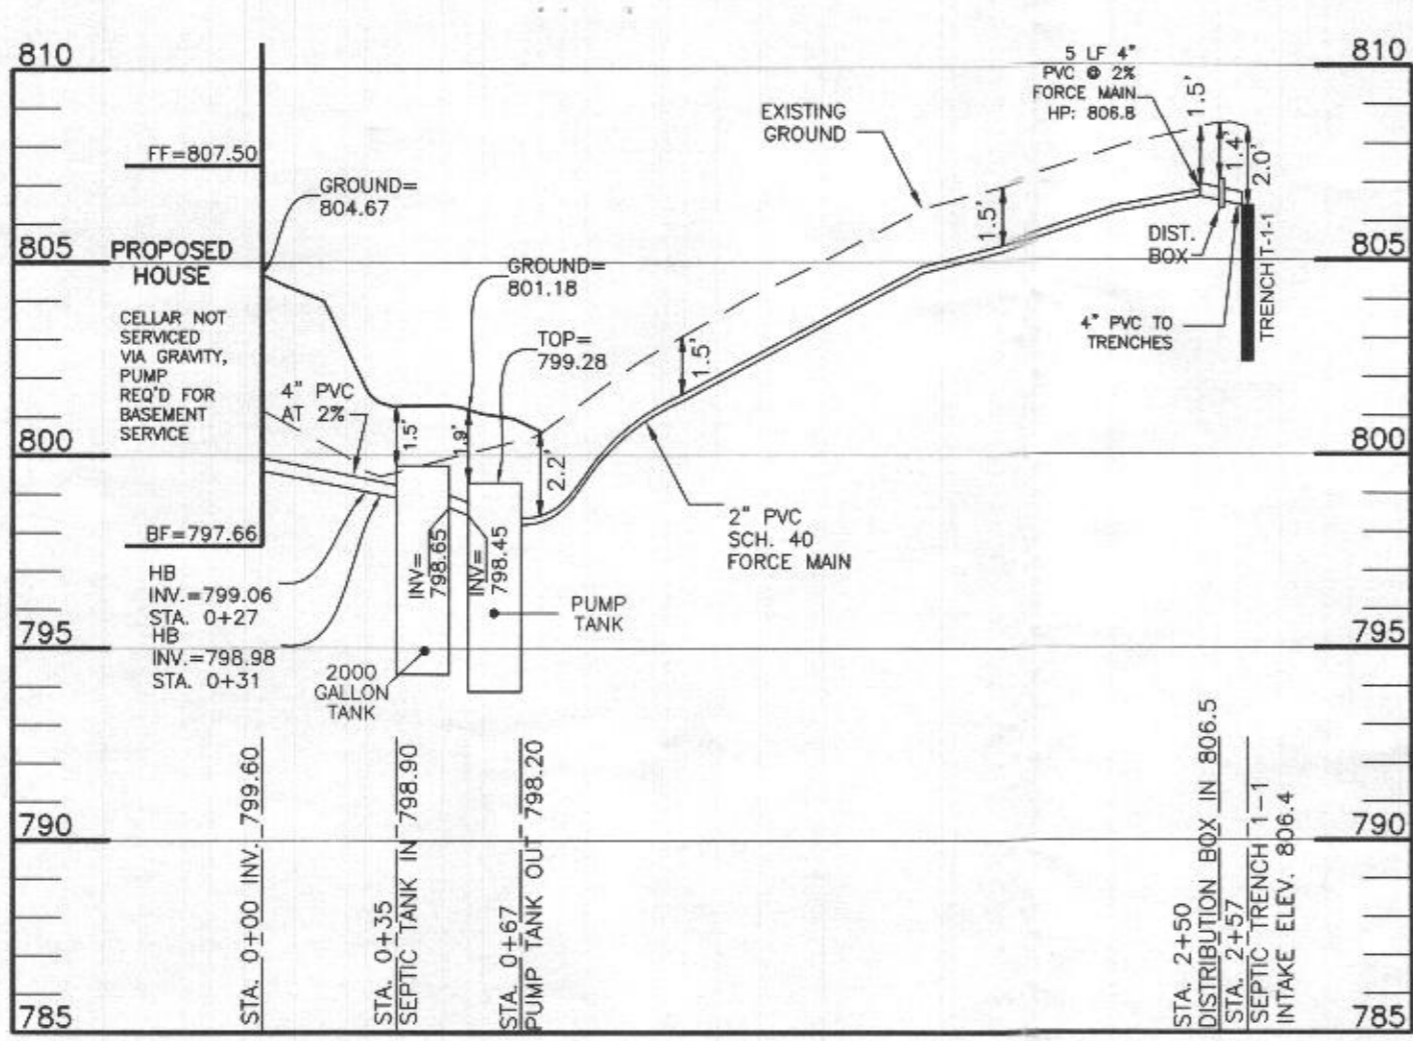 810
810
5 LF 4"
PVC @ 2%
FORCE MAIN
HP: 806.8
1.5'
1.4'
2.0'
EXISTING
GROUND
FF=807.50
GROUND=
804.67
PROPOSED
HOUSE
805
805
GROUND=
801.18
1.5'
DIST.
BOX
TRENCH T-1-1
CELLAR NOT
SERVICED
VIA GRAVITY,
PUMP
REQ'D FOR
BASEMENT
SERVICE
4" PVC
AT 2%
TOP=
799.28
1.5'
4" PVC TO
TRENCHES
800
800
1.5'
1.9'
2.2'
2" PVC
SCH. 40
FORCE MAIN
BF=797.66
HB
INV.=799.06
STA. 0+27
HB
INV.=798.98
STA. 0+31
INV=
798.65
INV=
798.45
PUMP
TANK
795
795
2000
GALLON
TANK
790
790
STA. 0+00 INV. 799.60
STA. 0+35
SEPTIC TANK IN 798.90
STA. 0+67
PUMP TANK OUT 798.20
STA. 2+50
DISTRIBUTION BOX IN 806.5
STA. 2+57
SEPTIC TRENCH 1-1
INTAKE ELEV. 806.4
785
785